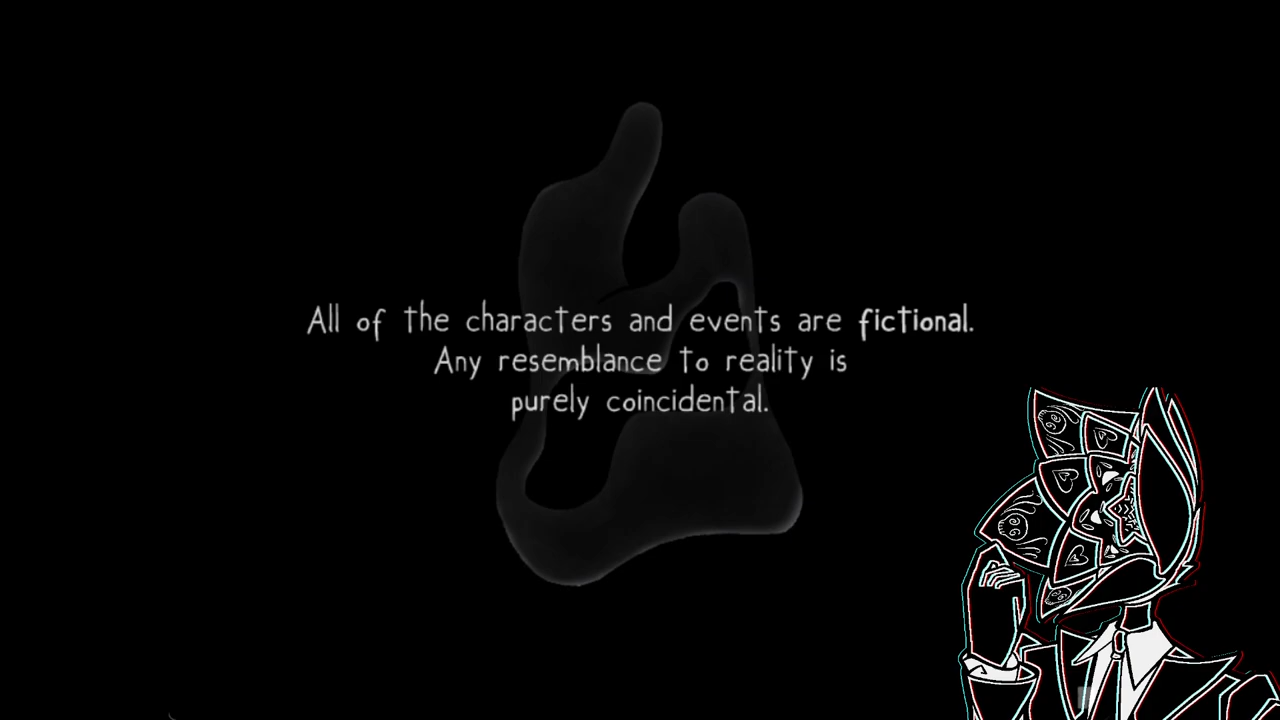 All of the characters and events are fictional.
Any resemblance to reality is
purely coincidental.